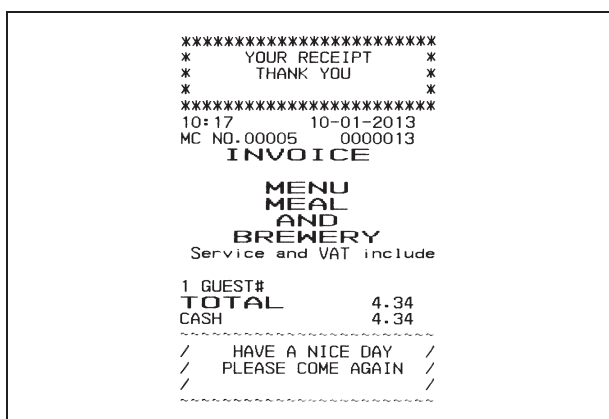 ************************
* YOUR RECEIPT *
* THANK YOU *
* *
************************
10:17 10-01-2013
MC NO.00005 0000013
INVOICE
MENU
MEAL
AND
BREWERY
Service and VAT include
1 GUEST#
TOTAL 4.34
CASH 4.34
~~~~~~~~~~~~~~~~~~~~~~~~
/ HAVE A NICE DAY /
/ PLEASE COME AGAIN /
/ /
~~~~~~~~~~~~~~~~~~~~~~~~